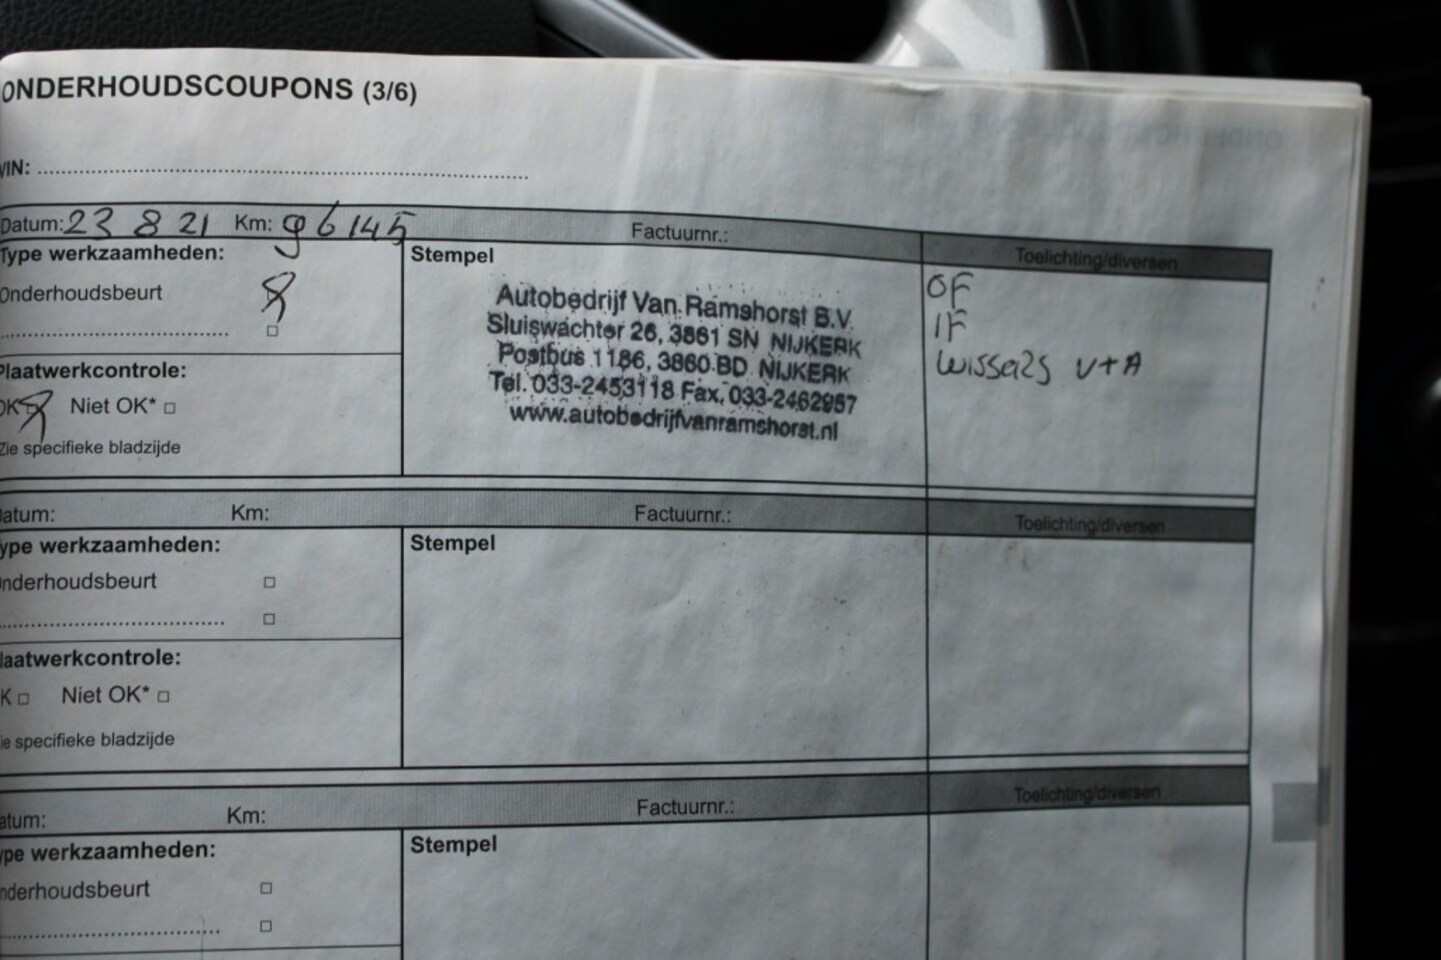 ONDERHOUDSCOUPONS (3/6)
VIN:
Datum: 23 8 21 Km: 96145 Factuurnr.:
Type werkzaamheden:
Onderhoudsbeurt
Plaatwerkcontrole:
OK Niet OK* □
Zie specifieke bladzijde
Stempel
Autobedrijf Van Ramshorst B.V.
Sluiswachter 26, 3861 SN NIJKERK
Postbus 1186, 3860 BD NIJKERK
Tel. 033-2453118 Fax. 033-2462957
www.autobedrijfvanramshorst.nl
Toelichting/diversen
OF
IF
wissers V+A
atum: Km: Factuurnr.:
ype werkzaamheden:
nderhoudsbeurt □
□
laatwerkcontrole:
K □ Niet OK* □
ie specifieke bladzijde
Stempel
Toelichting/diversen
atum: Km: Factuurnr.:
ype werkzaamheden:
nderhoudsbeurt □
□
Stempel
Toelichting/diversen